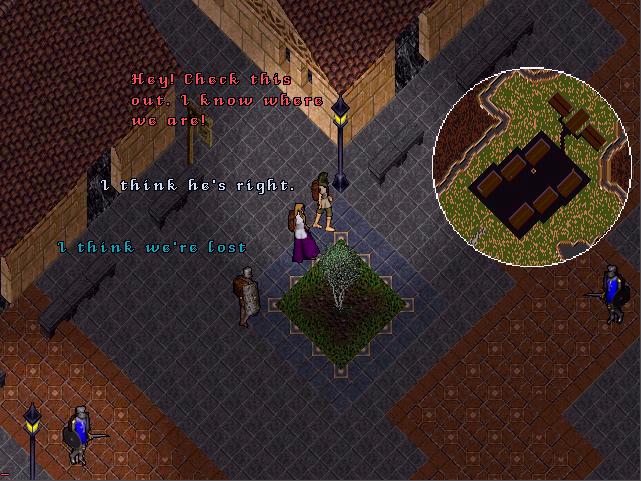 Hey! Check this
out. I know where
we are!
I think he's right.
I think we're lost